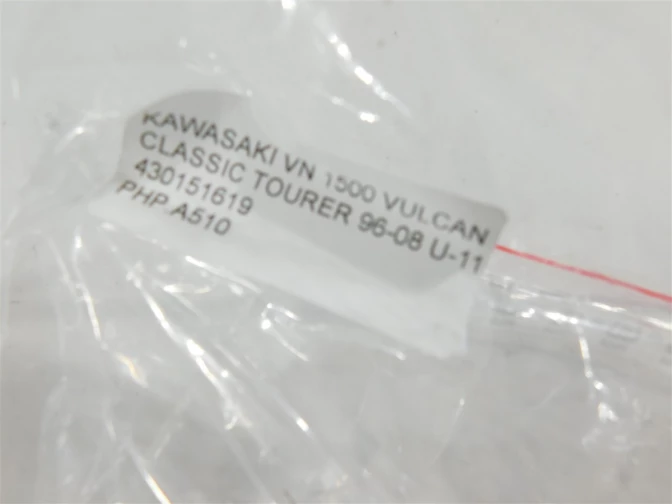 KAWASAKI VN 1500 VULCAN
CLASSIC TOURER 96-08 U-11
430151619
PHP.A510